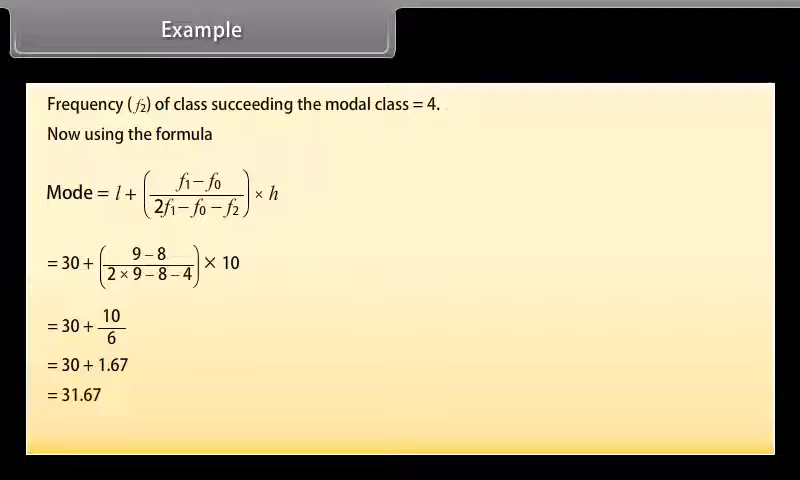 Example
Frequency (f₂) of class succeeding the modal class = 4.
Now using the formula
Mode = l + ( (f₁ – f₀) / (2f₁ – f₀ – f₂) ) × h
= 30 + ( (9 – 8) / (2 × 9 – 8 – 4) ) × 10
= 30 + 10/6
= 30 + 1.67
= 31.67